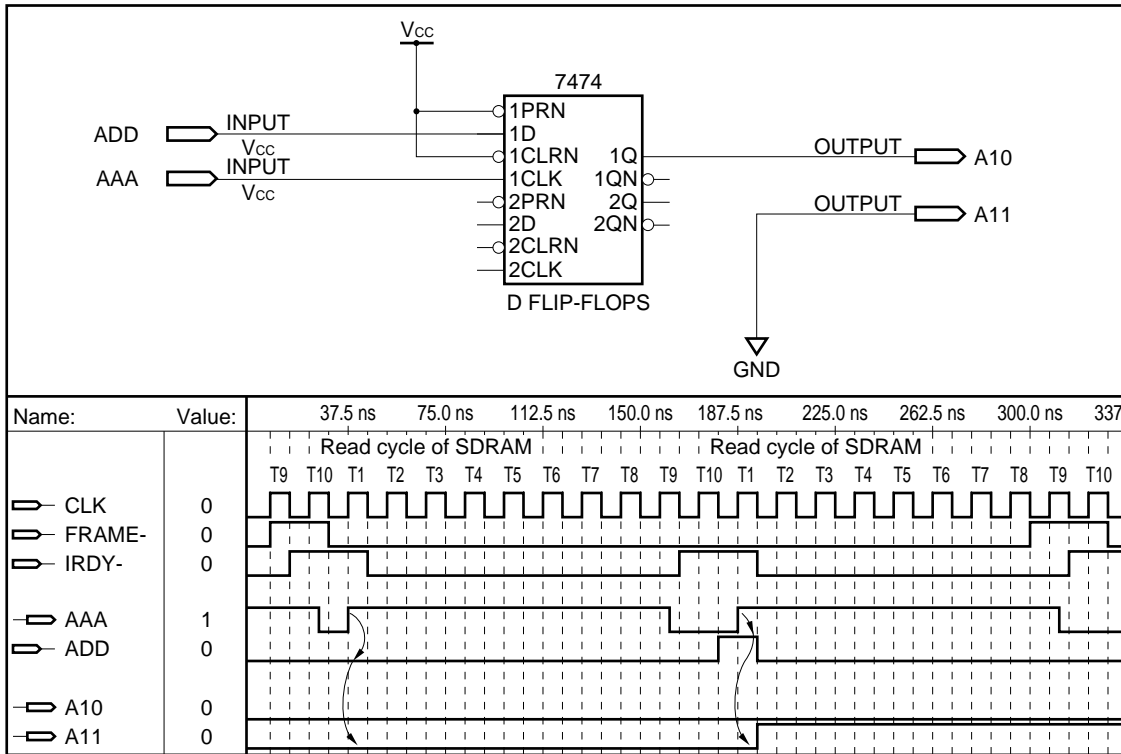 Vcc
7474
1PRN
ADD INPUT 1D
Vcc
1CLRN 1Q OUTPUT A10
AAA INPUT 1CLK 1QN
Vcc
2PRN 2Q
2D 2QN OUTPUT A11
2CLRN
2CLK
D FLIP-FLOPS
GND
Name: Value: 37.5 ns 75.0 ns 112.5 ns 150.0 ns 187.5 ns 225.0 ns 262.5 ns 300.0 ns 337
Read cycle of SDRAM Read cycle of SDRAM
T9 T10 T1 T2 T3 T4 T5 T6 T7 T8 T9 T10 T1 T2 T3 T4 T5 T6 T7 T8 T9 T10
CLK 0
FRAME- 0
IRDY- 0
AAA 1
ADD 0
A10 0
A11 0